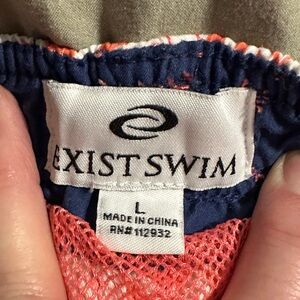 EXIST SWIM
L
MADE IN CHINA
RN# 112932